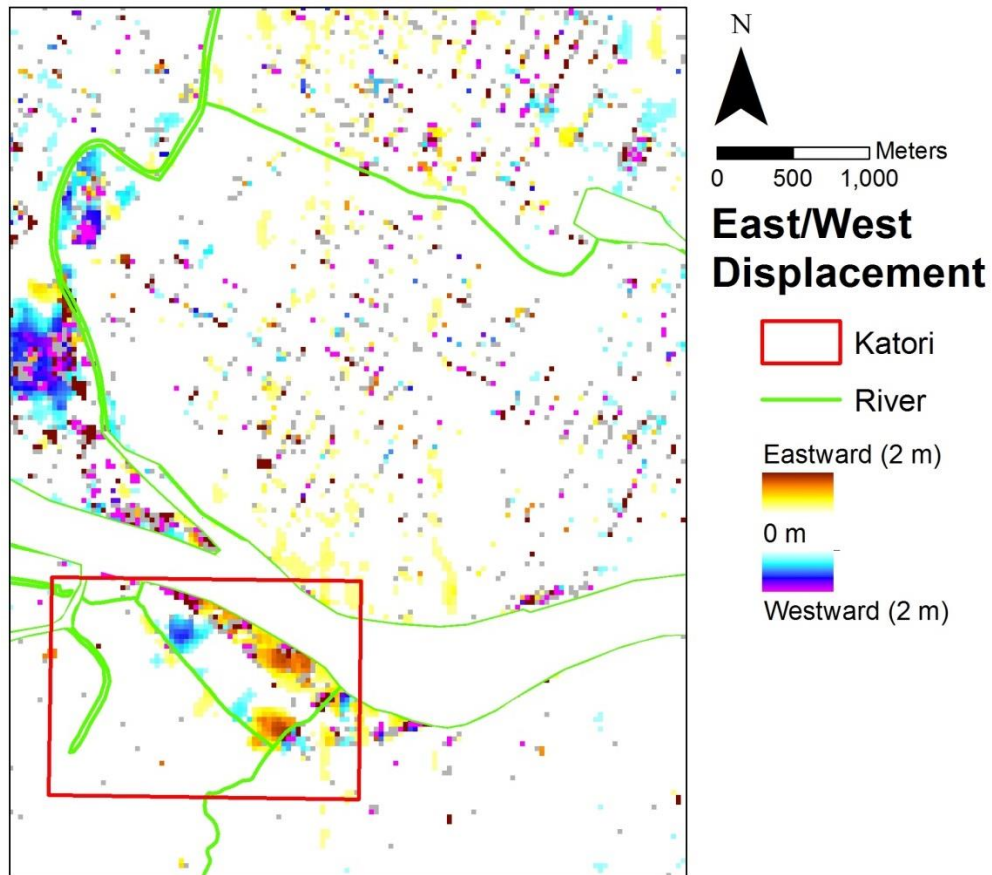 N
Meters
0 500 1,000
East/West
Displacement
Katori
River
Eastward (2 m)
0 m
Westward (2 m)